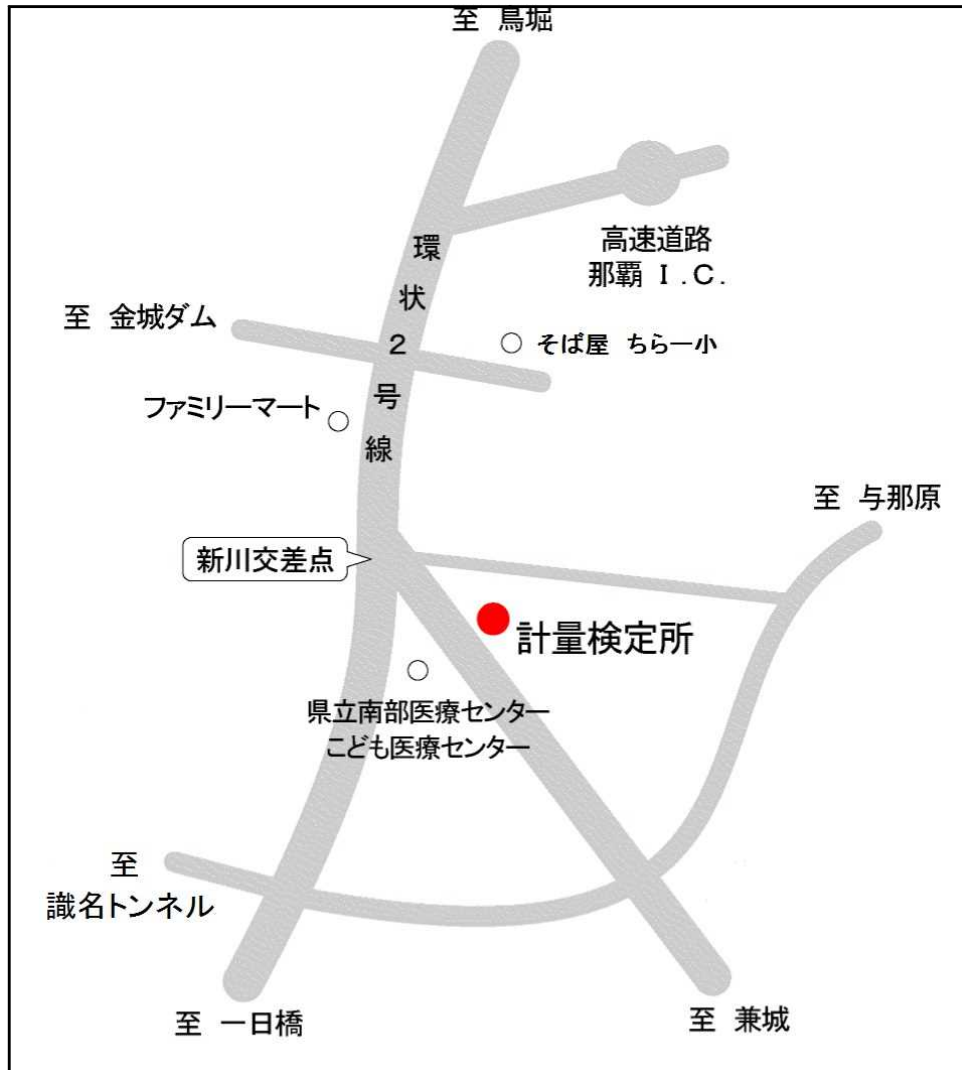 至 鳥堀
高速道路
那覇 I.C.
環状2号線
至 金城ダム
そば屋 ちらー小
ファミリーマート
至 与那原
新川交差点
計量検定所
県立南部医療センター
こども医療センター
至
識名トンネル
至 一日橋
至 兼城